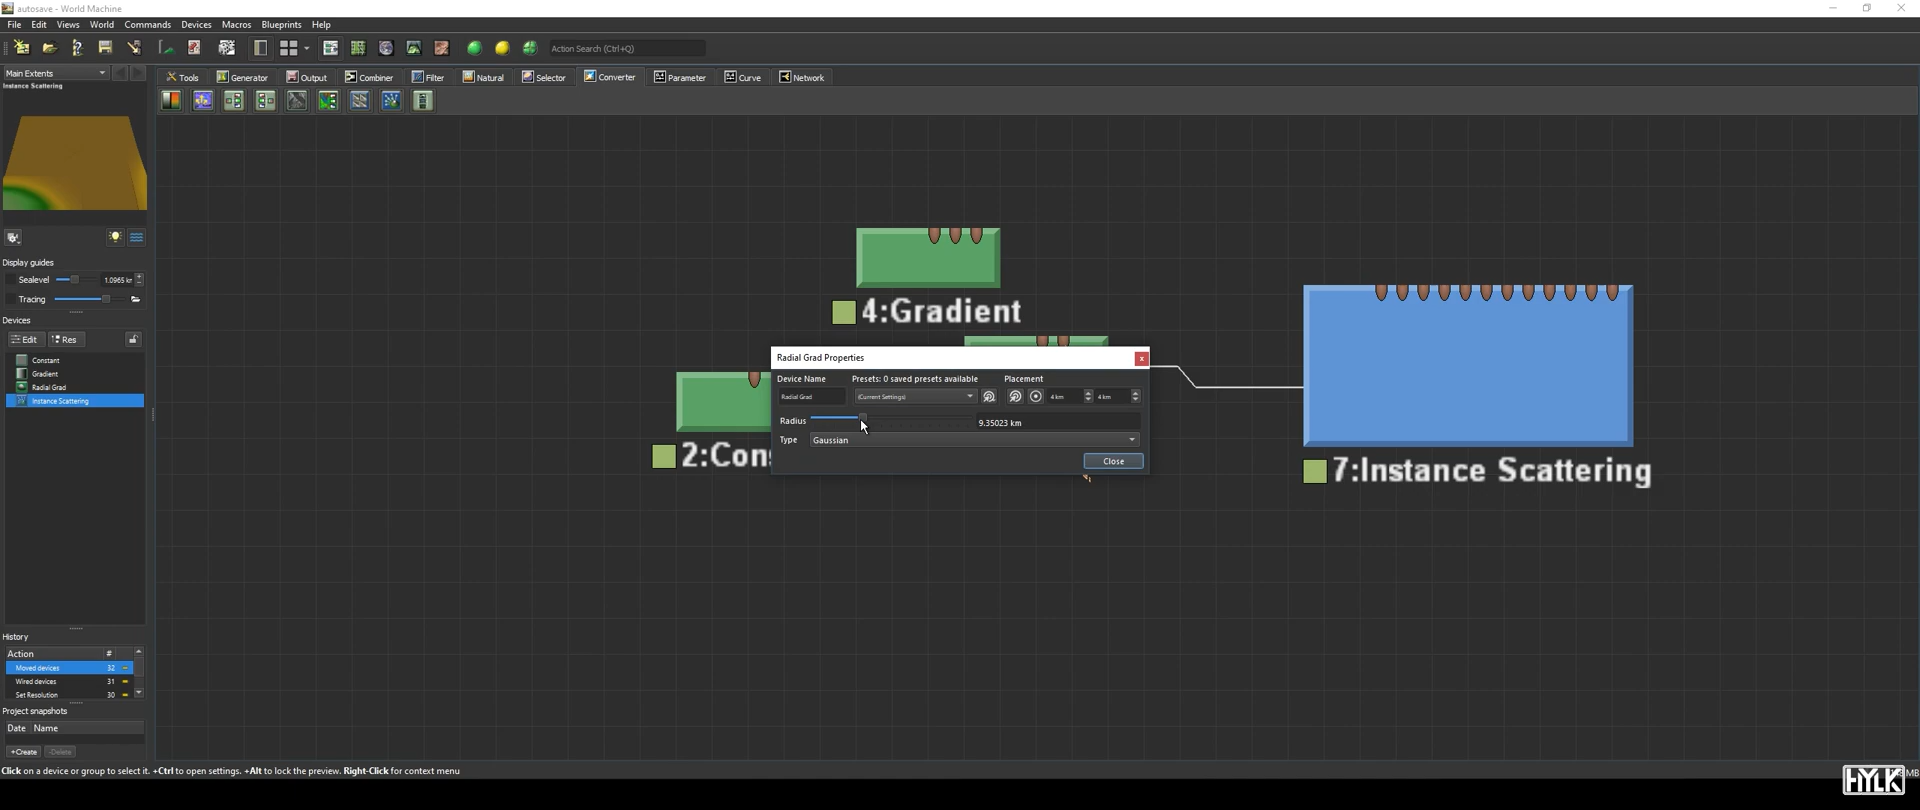 autosave - World Machine
File Edit Views World Commands Devices Macros Blueprints Help
Action Search (Ctrl+Q)
Main Extents
Tools Generator Output Combiner Filter Natural Selector Converter Parameter Curve Network
Instance Scattering
Display guides
Sealevel 1.0965 kr
Tracing
Devices
Edit Res
Constant
Gradient
Radial Grad
Instance Scattering
4:Gradient
2:Cons
7:Instance Scattering
Radial Grad Properties
x
Device Name Presets: 0 saved presets available Placement
Radial Grad (Current Settings) 4 km 4 km
Radius 9.35023 km
Type Gaussian
Close
History
Action #
Moved devices 32
Wired devices 31
Set Resolution 30
Project snapshots
Date Name
+Create -Delete
Click on a device or group to select it. +Ctrl to open settings. +Alt to lock the preview. Right-Click for context menu
HYLK
MB